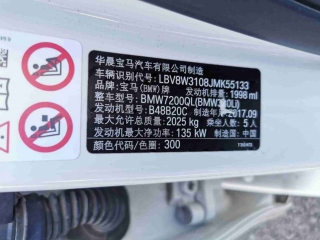 华晨宝马汽车有限公司制造
车辆识别代号: LBV8W3108JMK55133
品牌: 宝马(BMW)牌 发动机排量: 1998 ml
整车型号: BMW7200QL(BMW320Li)
发动机型号: B48B20C 制造年月: 2017.09
最大允许总质量: 2025 kg 乘坐人数: 5 人
发动机最大净功率: 135 kW 制造国: 中国
颜色代码/色圈: 300